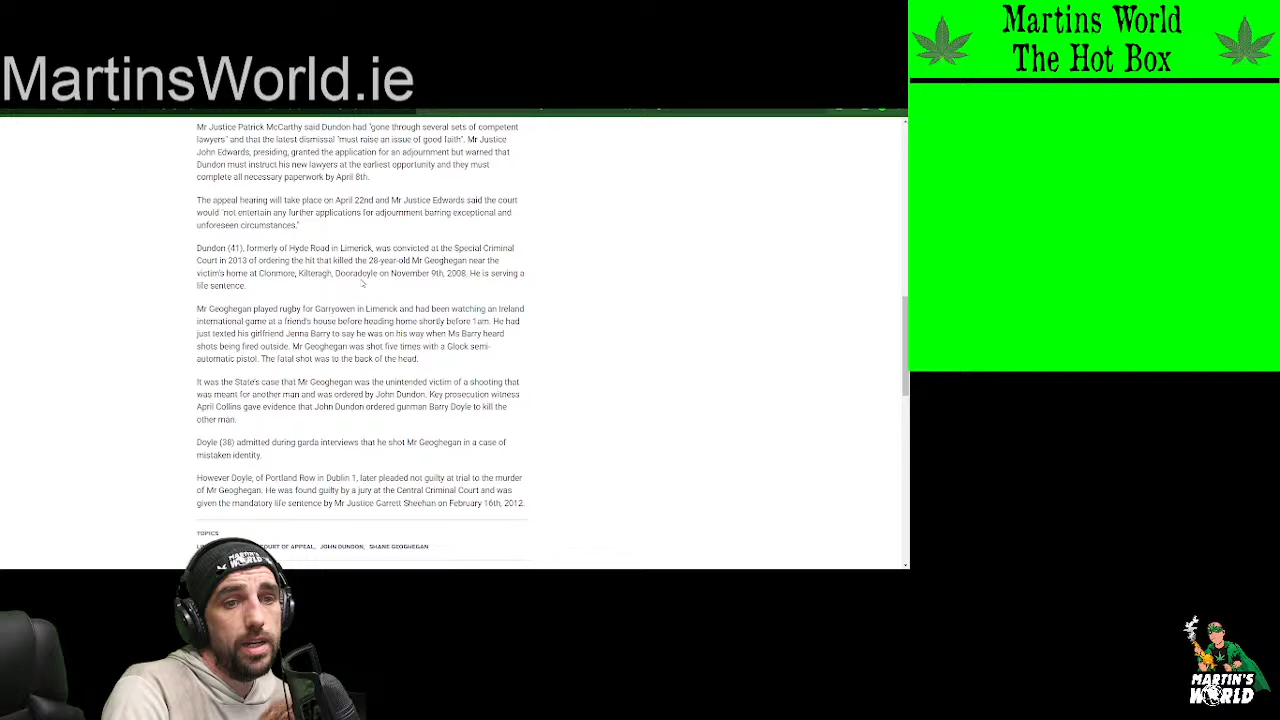 MartinsWorld.ie
Martins World
The Hot Box
Mr Justice Patrick McCarthy said Dundon had "gone through several sets of competent
lawyers" and that the latest dismissal "must raise an issue of good faith". Mr Justice
John Edwards, presiding, granted the application for an adjournment but warned that
Dundon must instruct his new lawyers at the earliest opportunity and they must
complete all necessary paperwork by April 8th.
The appeal hearing will take place on April 22nd and Mr Justice Edwards said the court
would "not entertain any further applications for adjournment barring exceptional and
unforeseen circumstances."
Dundon (41), formerly of Hyde Road in Limerick, was convicted at the Special Criminal
Court in 2013 of ordering the hit that killed the 28-year-old Mr Geoghegan near the
victim's home at Clonmore, Kilteragh, Dooradoyle on November 9th, 2008. He is serving a
life sentence.
Mr Geoghegan played rugby for Garryowen in Limerick and had been watching an Ireland
international game at a friend's house before heading home shortly before 1am. He had
just texted his girlfriend Jenna Barry to say he was on his way when Ms Barry heard
shots being fired outside. Mr Geoghegan was shot five times with a Glock semi-
automatic pistol. The fatal shot was to the back of the head.
It was the State's case that Mr Geoghegan was the unintended victim of a shooting that
was meant for another man and was ordered by John Dundon. Key prosecution witness
April Collins gave evidence that John Dundon ordered gunman Barry Doyle to kill the
other man.
Doyle (38) admitted during garda interviews that he shot Mr Geoghegan in a case of
mistaken identity.
However Doyle, of Portland Row in Dublin 1, later pleaded not guilty at trial to the murder
of Mr Geoghegan. He was found guilty by a jury at the Central Criminal Court and was
given the mandatory life sentence by Mr Justice Garrett Sheehan on February 16th, 2012.
TOPICS
COURT OF APPEAL, JOHN DUNDON, SHANE GEOGHEGAN
MARTIN'S
WORLD
MARTIN'S
WORLD